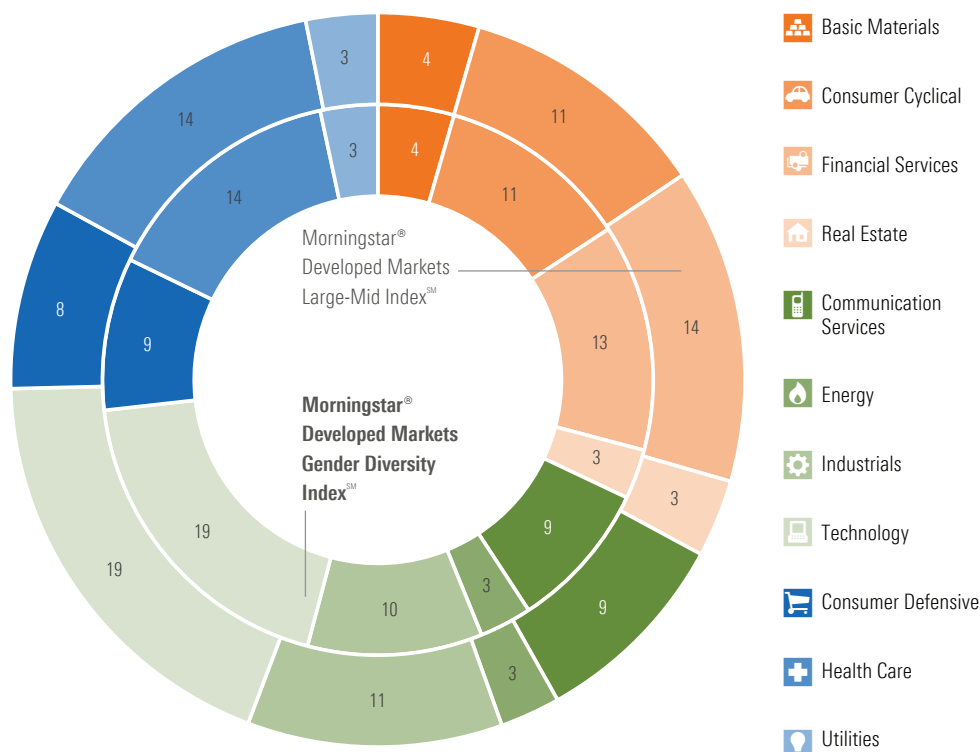 3
4
14
11
3
4
14
11
Morningstar®
Developed Markets
Large-Mid Index℠
8
9
13
14
Morningstar®
Developed Markets
Gender Diversity
Index℠
3
3
19
9
19
3
10
9
3
11
Basic Materials
Consumer Cyclical
Financial Services
Real Estate
Communication
Services
Energy
Industrials
Technology
Consumer Defensive
Health Care
Utilities